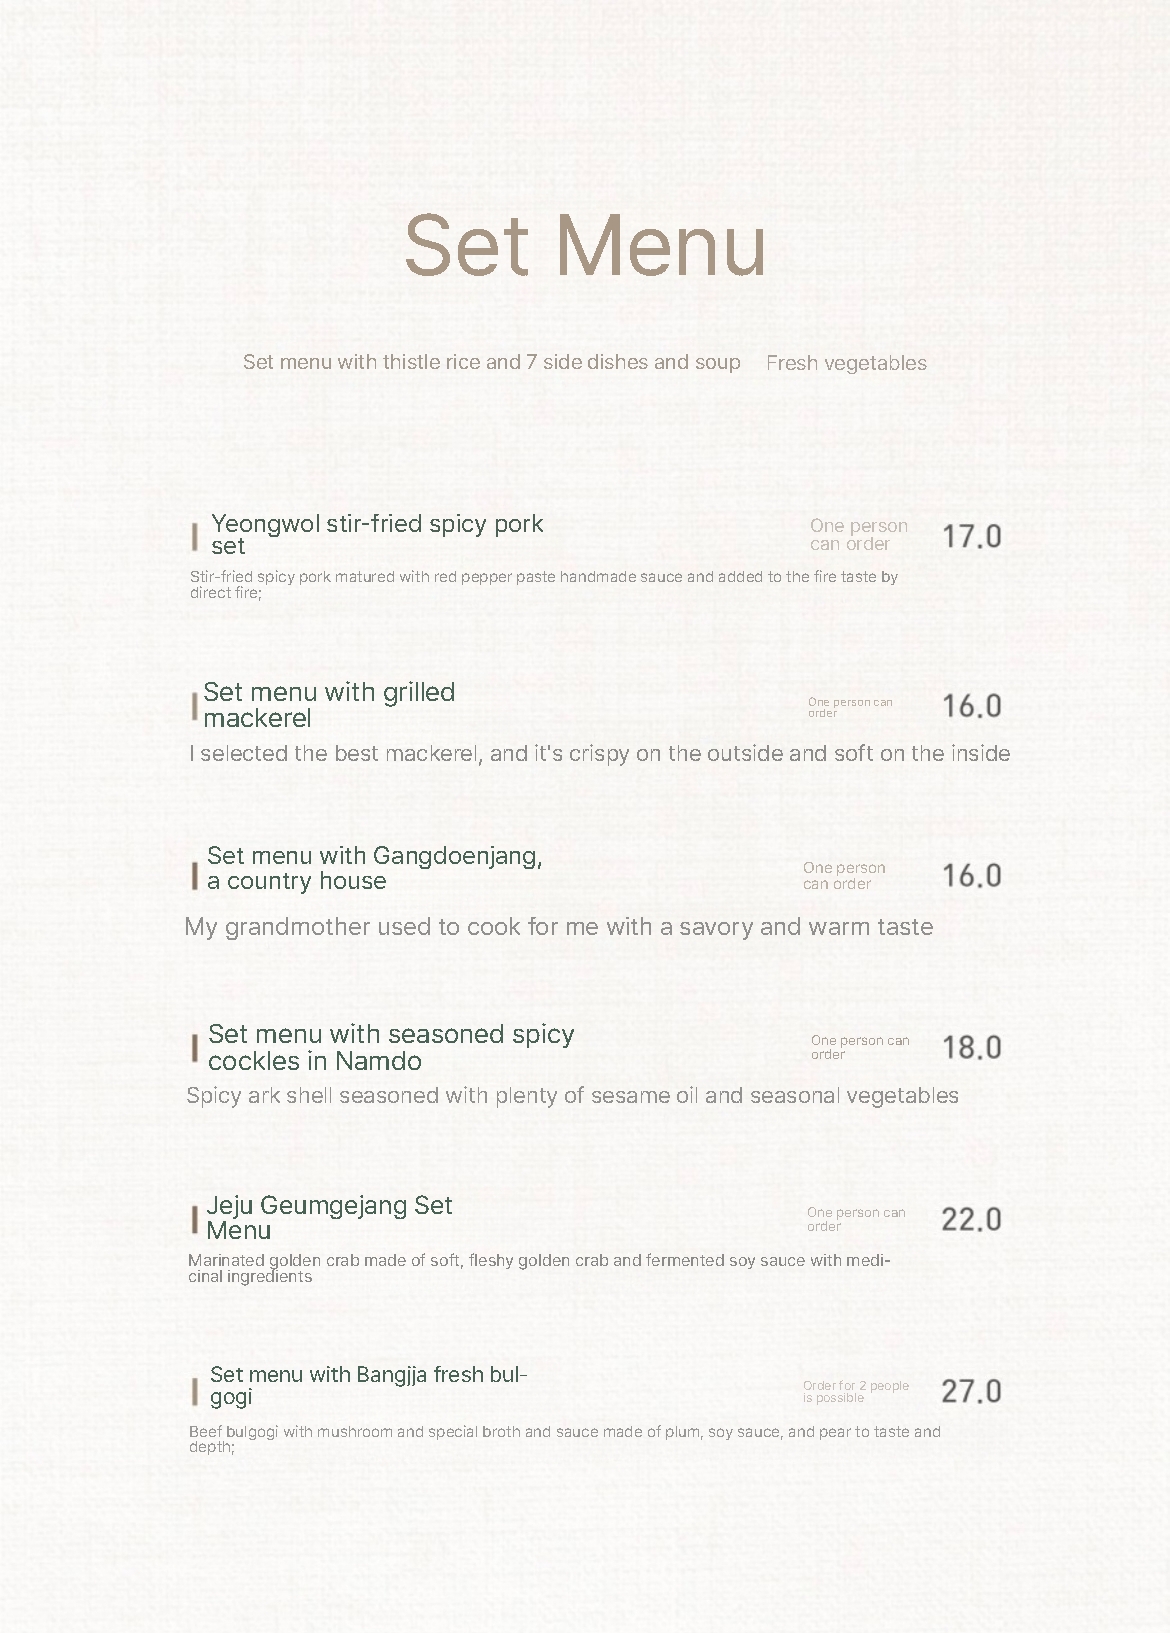 Set Menu
Set menu with thistle rice and 7 side dishes and soup Fresh vegetables
Yeongwol stir-fried spicy pork
set
One person
can order
17.0
Stir-fried spicy pork matured with red pepper paste handmade sauce and added to the fire taste by
direct fire;
Set menu with grilled
mackerel
One person can
order
16.0
I selected the best mackerel, and it's crispy on the outside and soft on the inside
Set menu with Gangdoenjang,
a country house
One person
can order
16.0
My grandmother used to cook for me with a savory and warm taste
Set menu with seasoned spicy
cockles in Namdo
One person can
order
18.0
Spicy ark shell seasoned with plenty of sesame oil and seasonal vegetables
Jeju Geumgejang Set
Menu
One person can
order
22.0
Marinated golden crab made of soft, fleshy golden crab and fermented soy sauce with medi-
cinal ingredients
Set menu with Bangjja fresh bul-
gogi
Order for 2 people
is possible
27.0
Beef bulgogi with mushroom and special broth and sauce made of plum, soy sauce, and pear to taste and
depth;